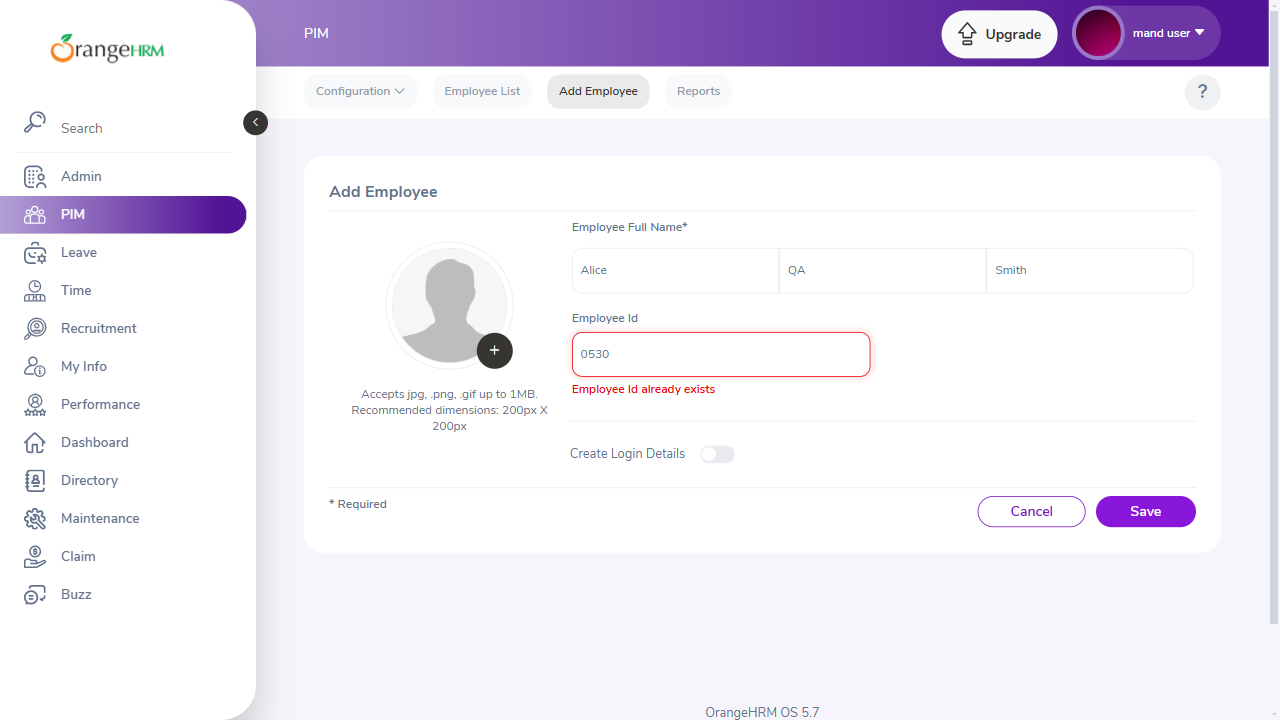 OrangeHRM
Search
Admin
PIM
Leave
Time
Recruitment
My Info
Performance
Dashboard
Directory
Maintenance
Claim
Buzz
PIM
Upgrade
mand user
Configuration
Employee List
Add Employee
Reports
?
Add Employee
Accepts jpg, .png, .gif up to 1MB.
Recommended dimensions: 200px X
200px
Employee Full Name*
Alice
QA
Smith
Employee Id
0530
Employee Id already exists
Create Login Details
* Required
Cancel
Save
OrangeHRM OS 5.7